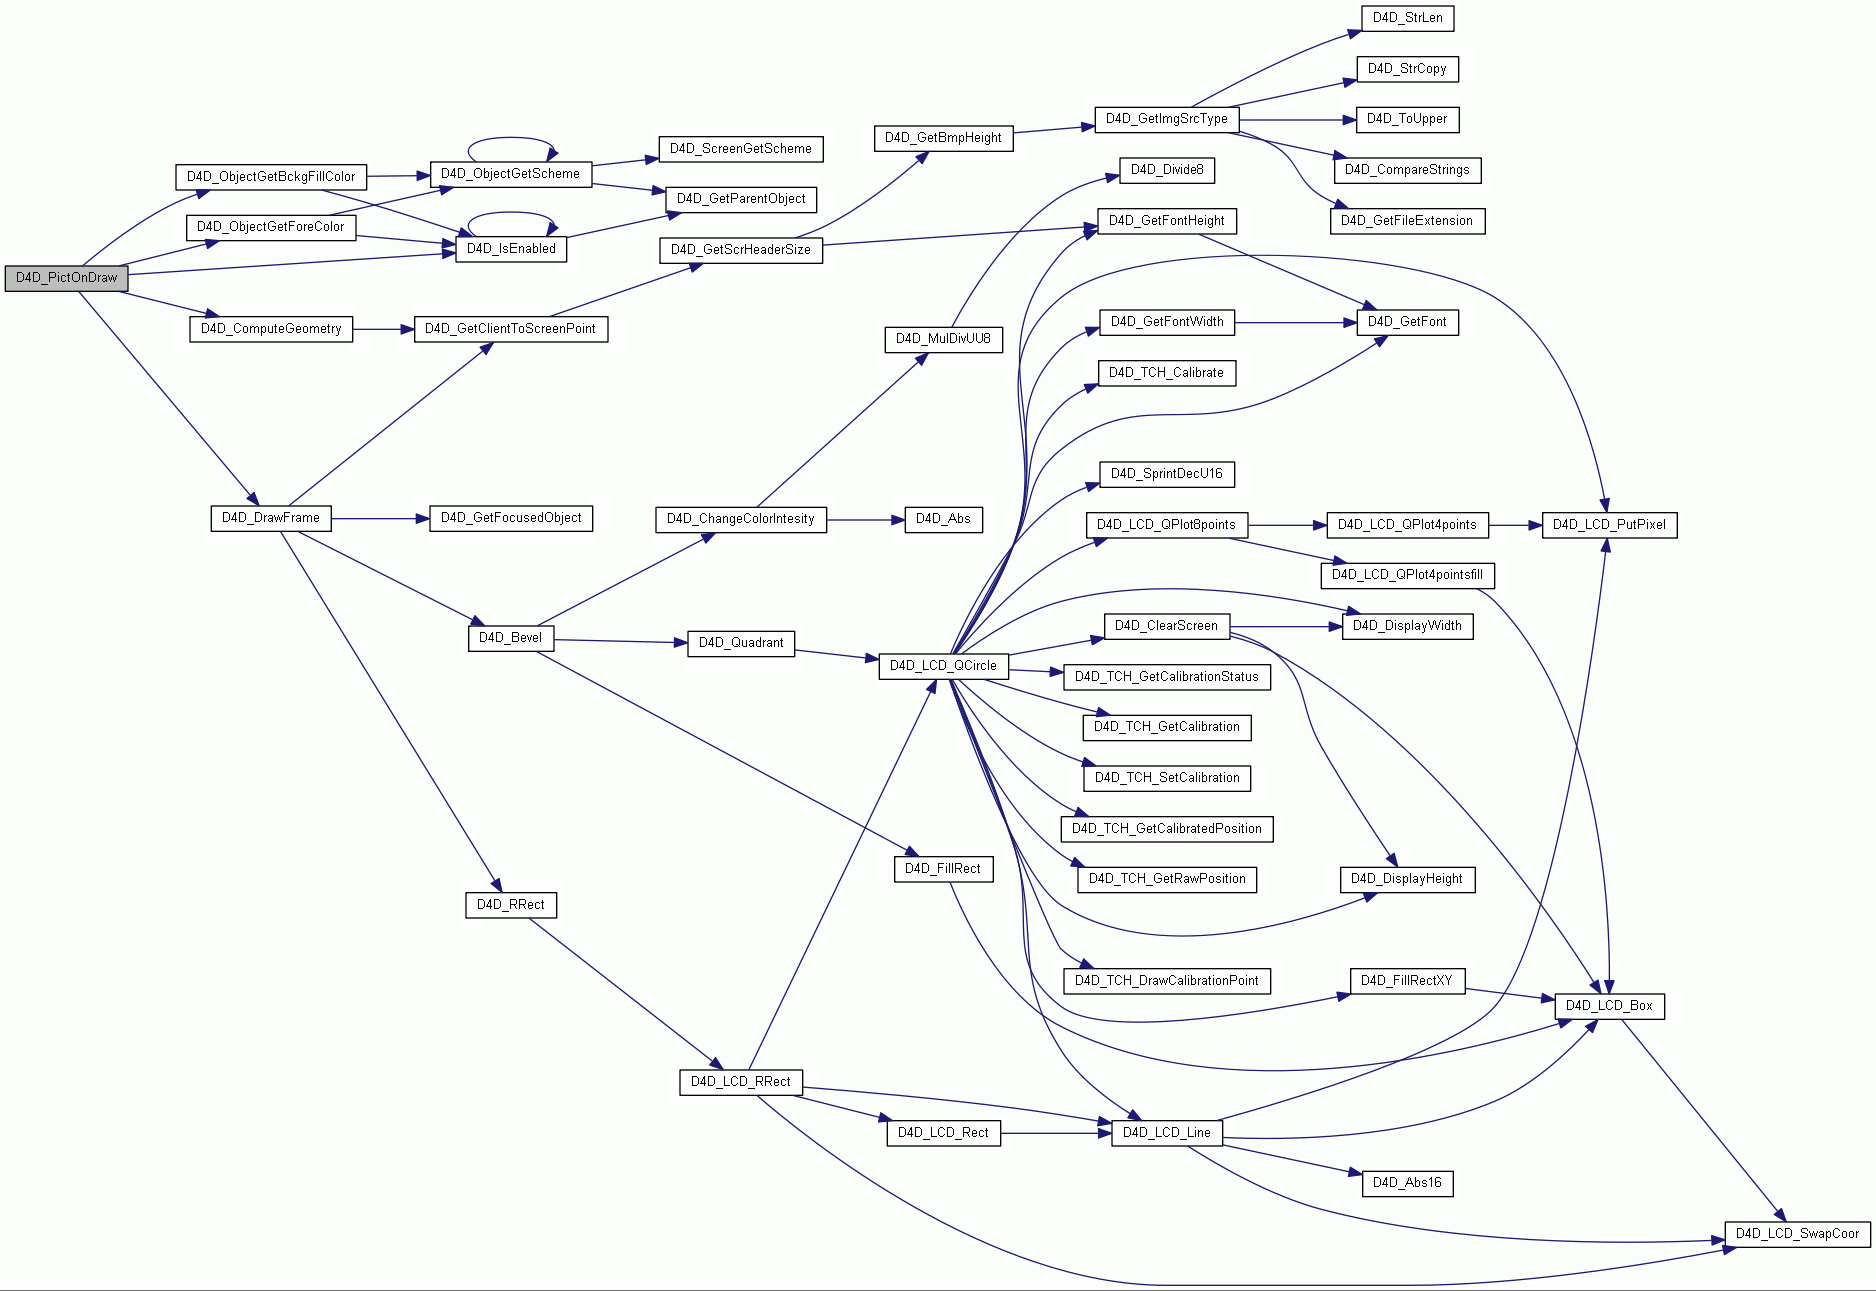 D4D_StrLen
D4D_StrCopy
D4D_GetImgSrcType
D4D_ToUpper
D4D_GetBmpHeight
D4D_ScreenGetScheme
D4D_Divide8
D4D_CompareStrings
D4D_ObjectGetBckgFillColor
D4D_ObjectGetScheme
D4D_GetParentObject
D4D_GetFontHeight
D4D_GetFileExtension
D4D_ObjectGetForeColor
D4D_IsEnabled
D4D_GetScrHeaderSize
D4D_PictOnDraw
D4D_ComputeGeometry
D4D_GetClientToScreenPoint
D4D_GetFontWidth
D4D_GetFont
D4D_MulDivUU8
D4D_TCH_Calibrate
D4D_SprintDecU16
D4D_DrawFrame
D4D_GetFocusedObject
D4D_ChangeColorIntesity
D4D_Abs
D4D_LCD_QPlot8points
D4D_LCD_QPlot4points
D4D_LCD_PutPixel
D4D_LCD_QPlot4pointsfill
D4D_Bevel
D4D_Quadrant
D4D_ClearScreen
D4D_DisplayWidth
D4D_LCD_QCircle
D4D_TCH_GetCalibrationStatus
D4D_TCH_GetCalibration
D4D_TCH_SetCalibration
D4D_TCH_GetCalibratedPosition
D4D_FillRect
D4D_TCH_GetRawPosition
D4D_DisplayHeight
D4D_RRect
D4D_TCH_DrawCalibrationPoint
D4D_FillRectXY
D4D_LCD_Box
D4D_LCD_RRect
D4D_LCD_Rect
D4D_LCD_Line
D4D_Abs16
D4D_LCD_SwapCoor